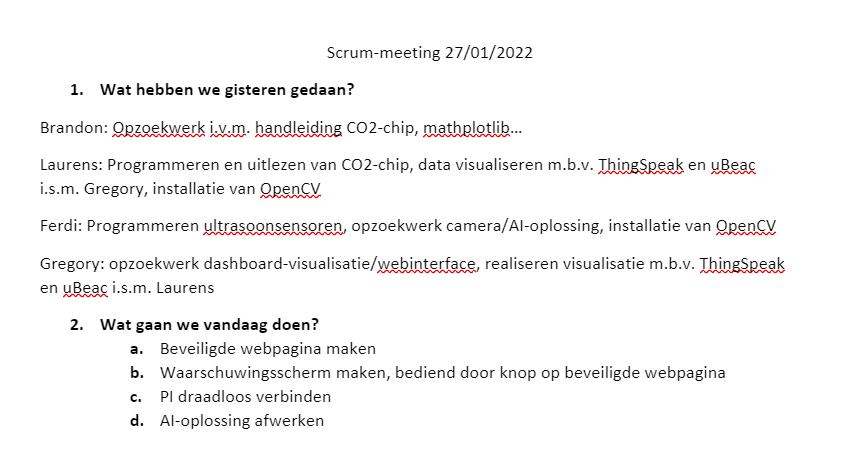 Scrum-meeting 27/01/2022
1. Wat hebben we gisteren gedaan?
Brandon: Opzoekwerk i.v.m. handleiding CO2-chip, mathplotlib...
Laurens: Programmeren en uitlezen van CO2-chip, data visualiseren m.b.v. ThingSpeak en uBeac
i.s.m. Gregory, installatie van OpenCV
Ferdi: Programmeren ultrasoonsensoren, opzoekwerk camera/AI-oplossing, installatie van OpenCV
Gregory: opzoekwerk dashboard-visualisatie/webinterface, realiseren visualisatie m.b.v. ThingSpeak
en uBeac i.s.m. Laurens
2. Wat gaan we vandaag doen?
a. Beveiligde webpagina maken
b. Waarschuwingsscherm maken, bediend door knop op beveiligde webpagina
c. PI draadloos verbinden
d. AI-oplossing afwerken